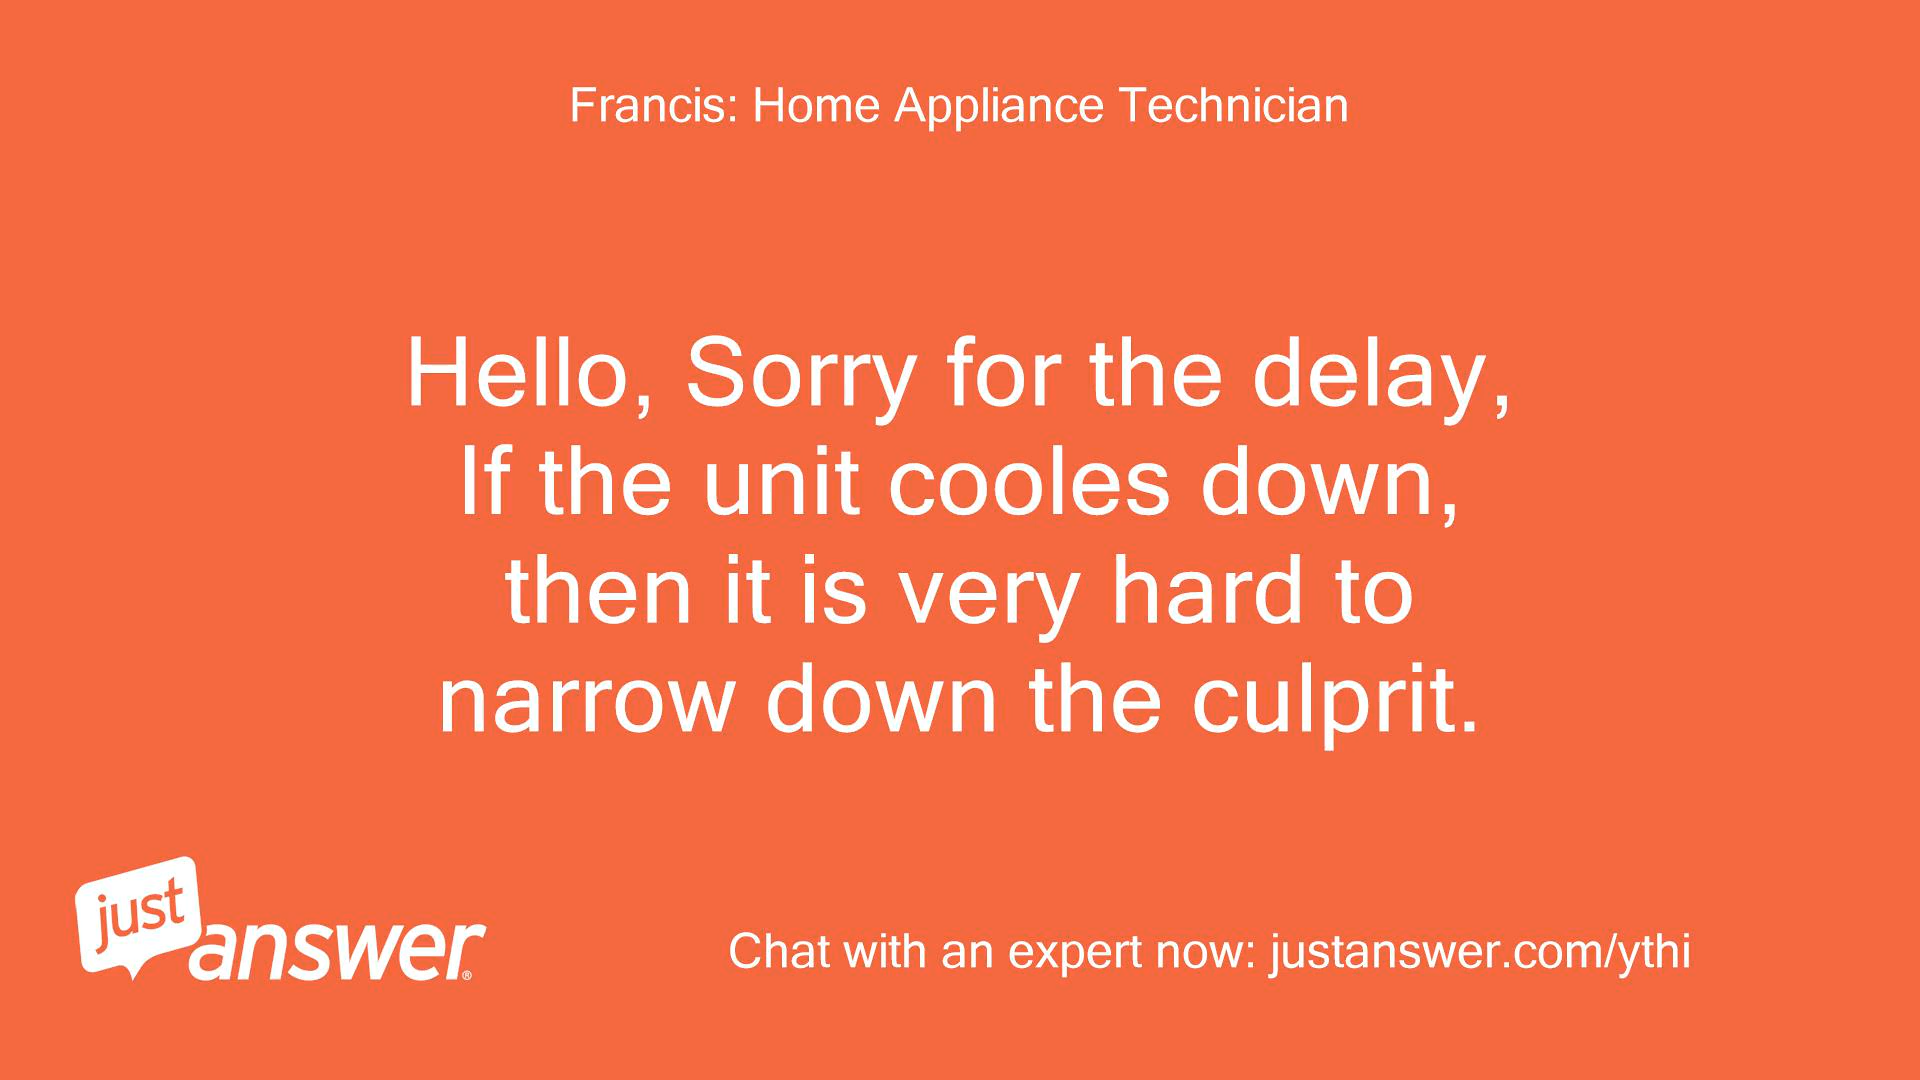 Francis: Home Appliance Technician
Hello, Sorry for the delay,
If the unit cooles down,
then it is very hard to
narrow down the culprit.
just
answer®
Chat with an expert now: justanswer.com/ythi